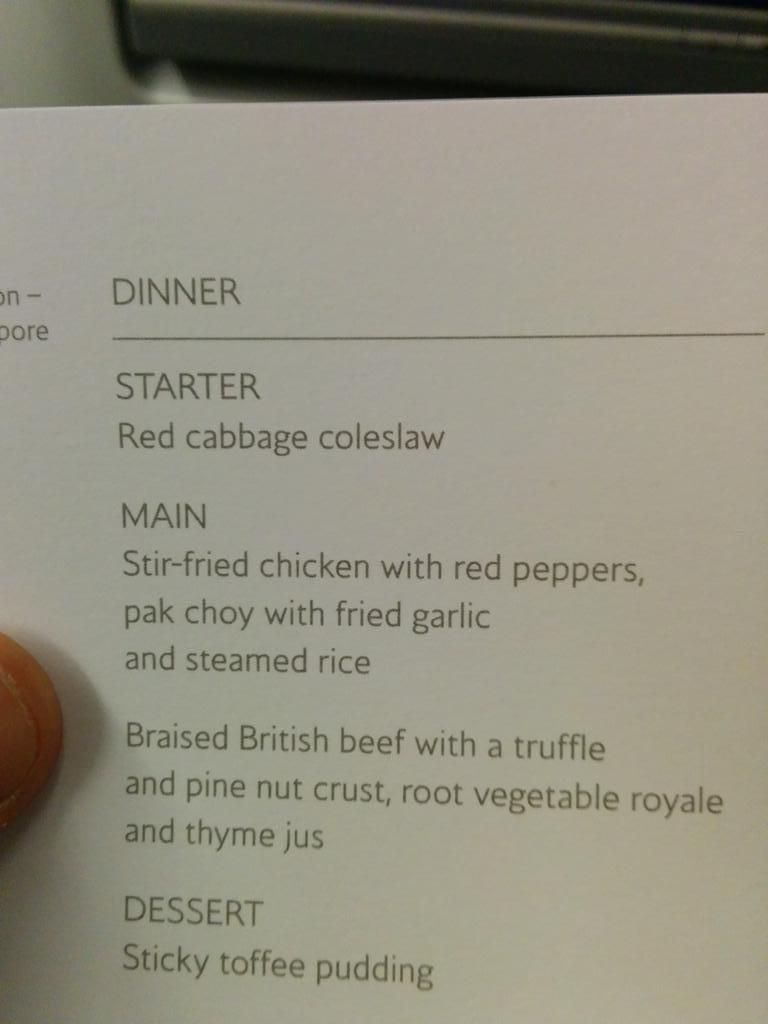 DINNER
STARTER
Red cabbage coleslaw
MAIN
Stir-fried chicken with red peppers,
pak choy with fried garlic
and steamed rice
Braised British beef with a truffle
and pine nut crust, root vegetable royale
and thyme jus
DESSERT
Sticky toffee pudding